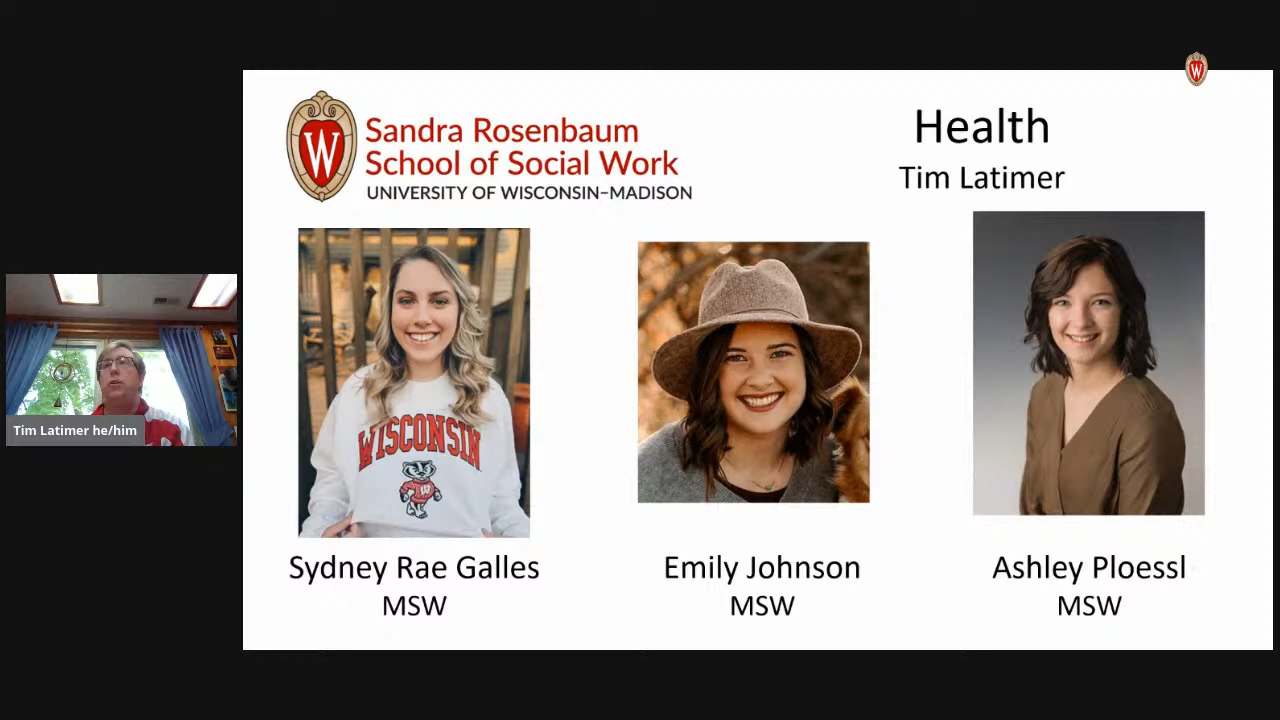 W
W
Sandra Rosenbaum
School of Social Work
UNIVERSITY OF WISCONSIN–MADISON
Health
Tim Latimer
WISCONSIN
W
Tim Latimer he/him
Sydney Rae Galles
MSW
Emily Johnson
MSW
Ashley Ploessl
MSW